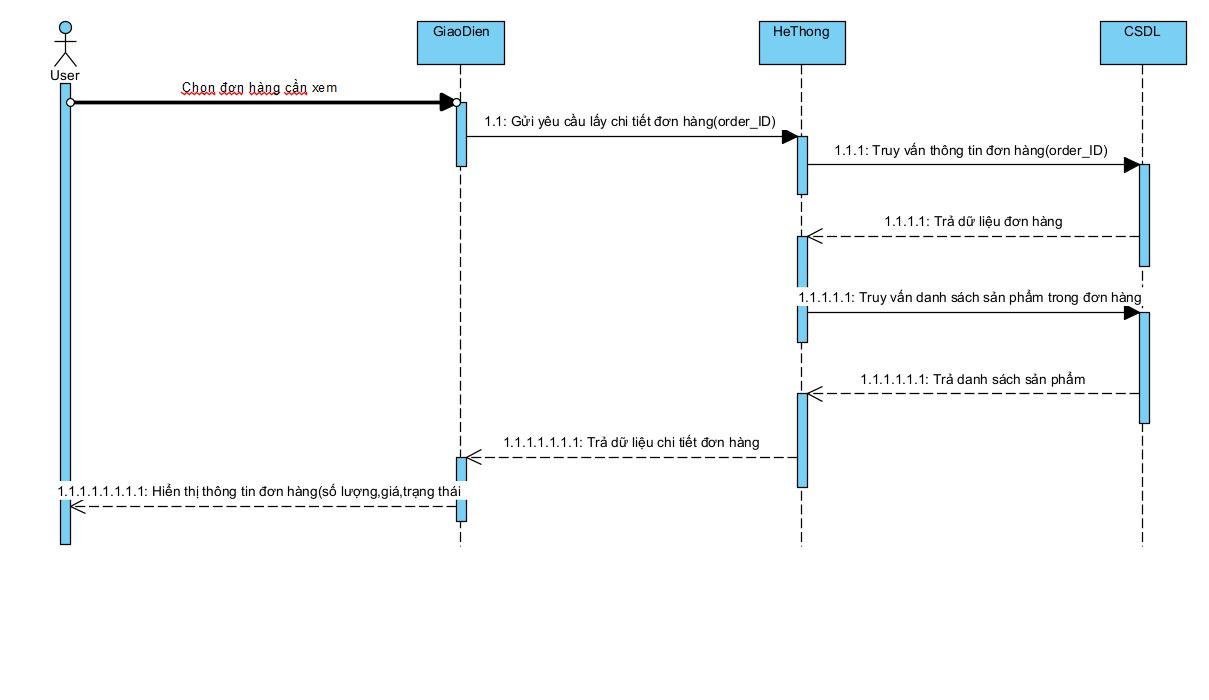 GiaoDien
HeThong
CSDL
User
Chon đơn hàng cần xem
1.1: Gửi yêu cầu lấy chi tiết đơn hàng(order_ID)
1.1.1: Truy vấn thông tin đơn hàng(order_ID)
1.1.1.1: Trả dữ liệu đơn hàng
1.1.1.1.1: Truy vấn danh sách sản phẩm trong đơn hàng
1.1.1.1.1.1: Trả danh sách sản phẩm
1.1.1.1.1.1.1: Trả dữ liệu chi tiết đơn hàng
1.1.1.1.1.1.1.1: Hiển thị thông tin đơn hàng(số lượng,giá,trạng thái